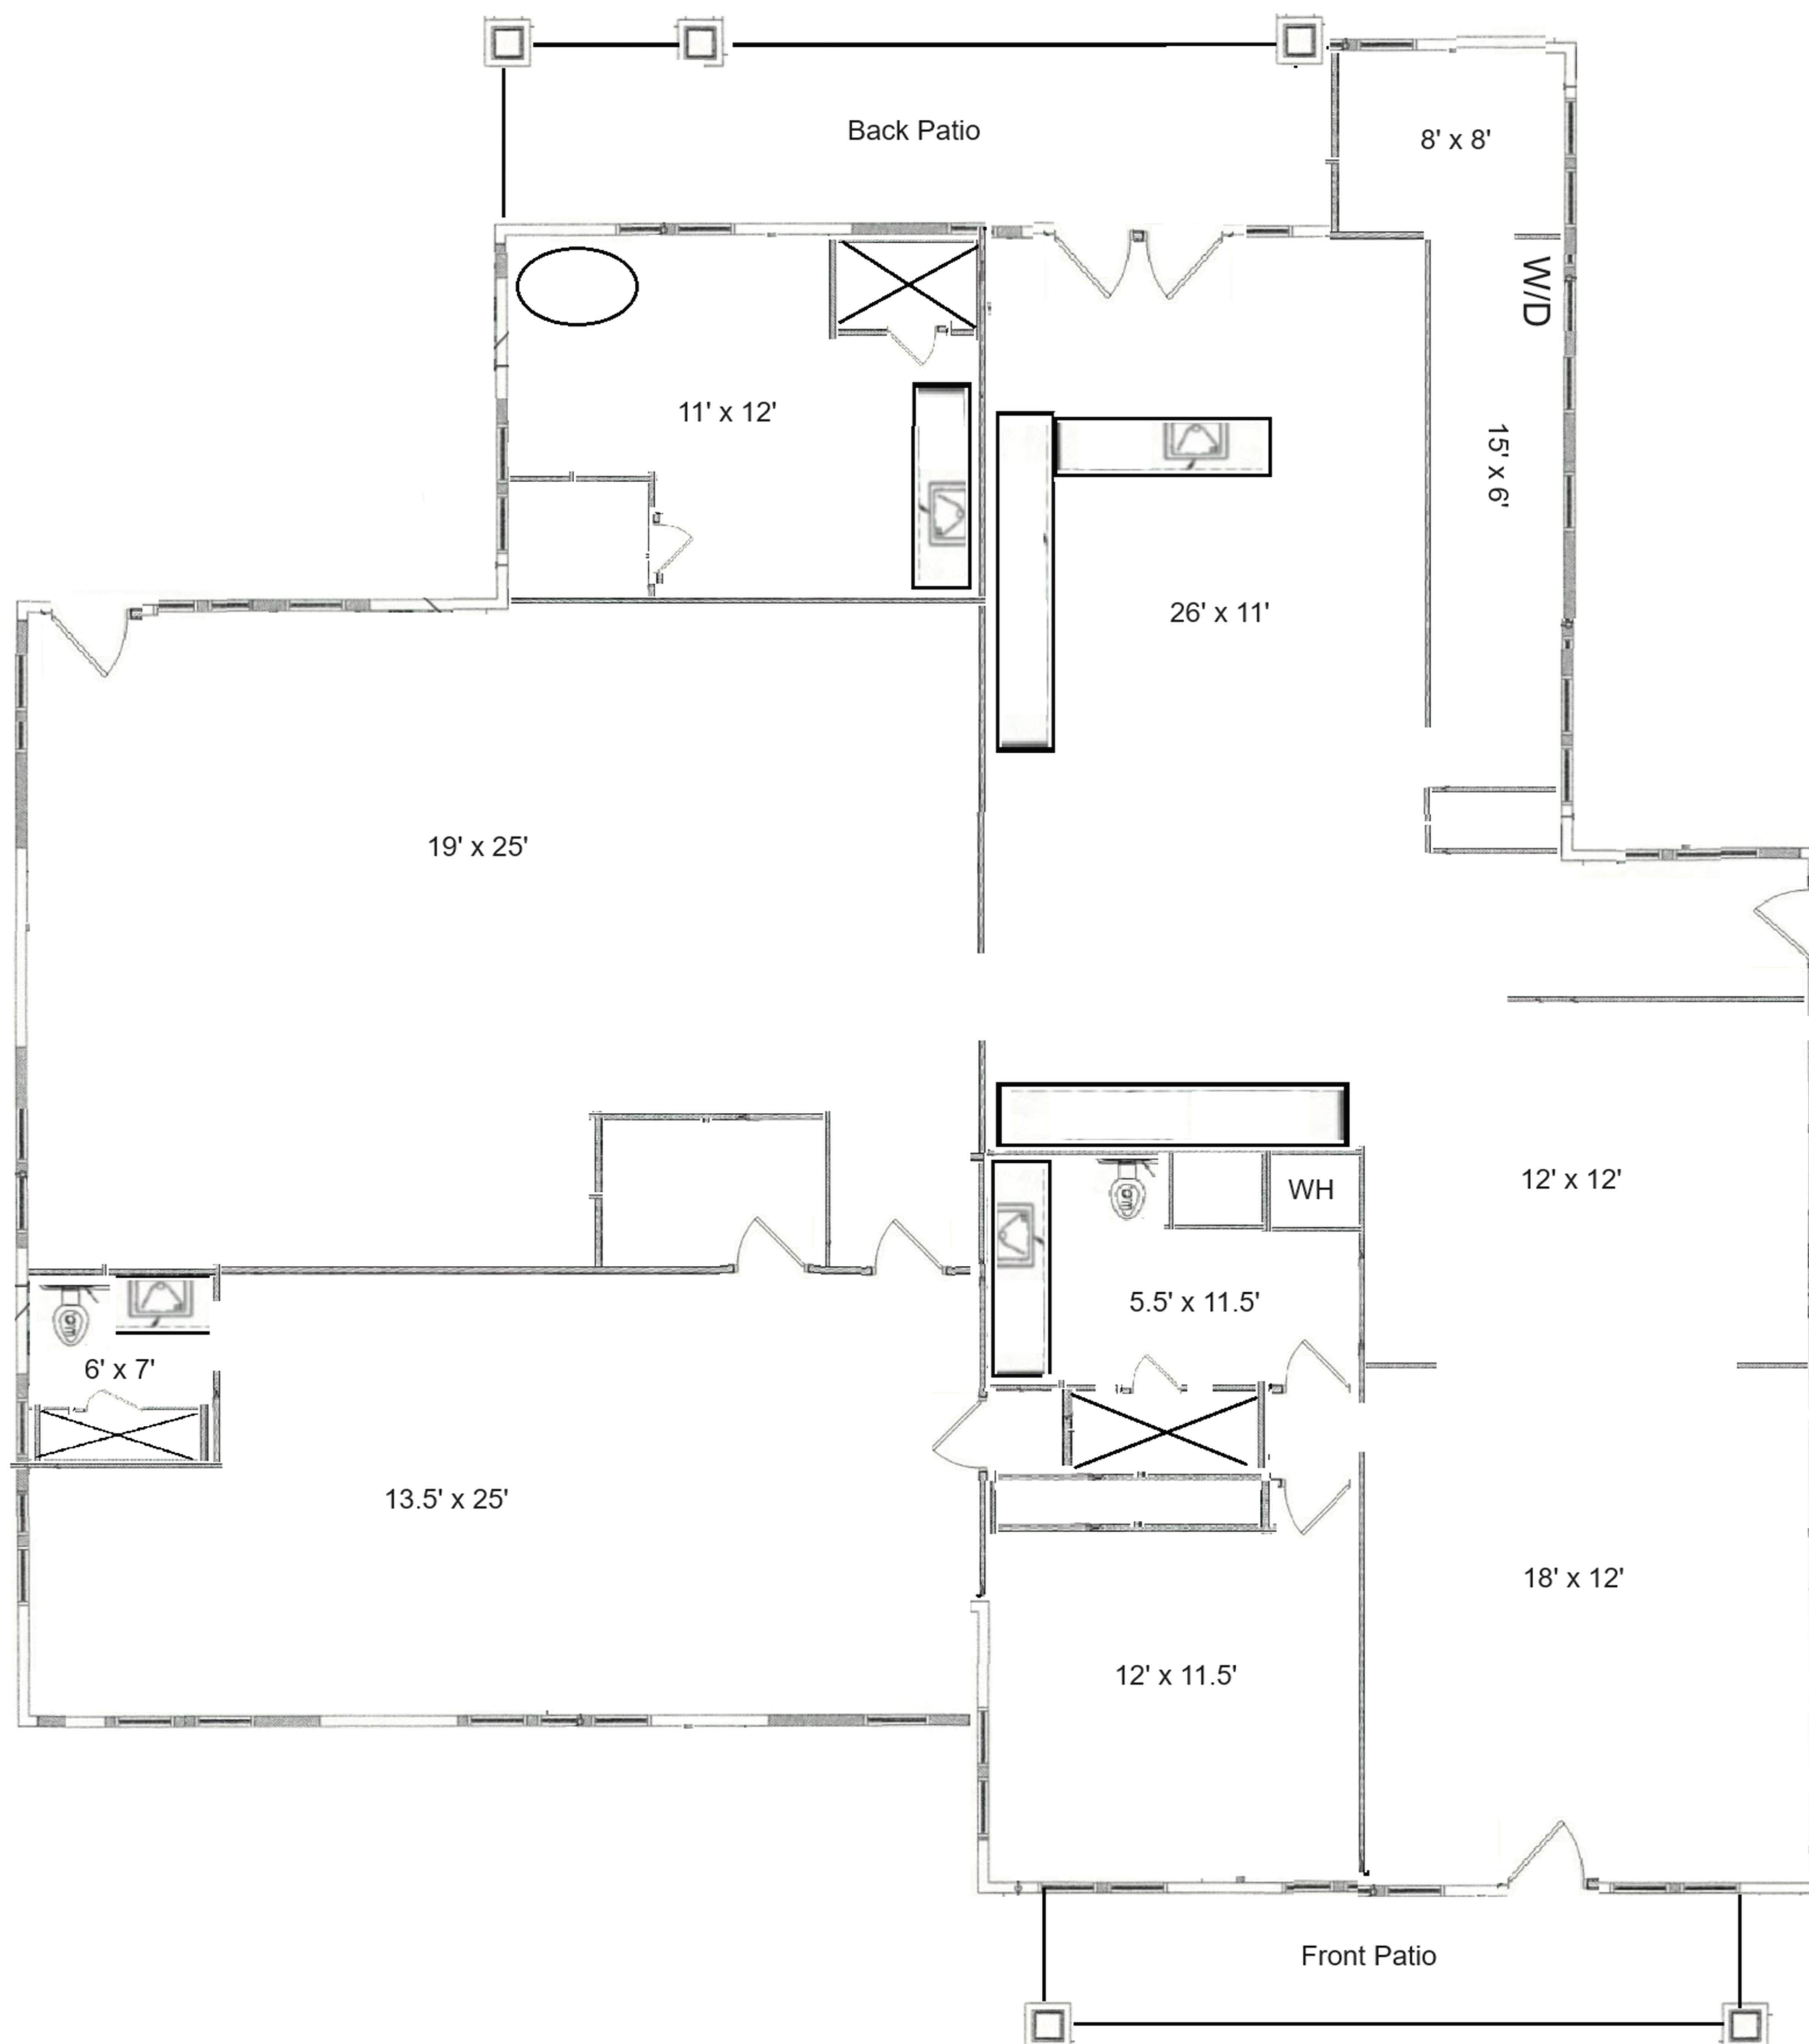 Back Patio
8' x 8'
W/D
11' x 12'
15' x 6'
26' x 11'
19' x 25'
12' x 12'
WH
5.5' x 11.5'
6' x 7'
13.5' x 25'
18' x 12'
12' x 11.5'
Front Patio